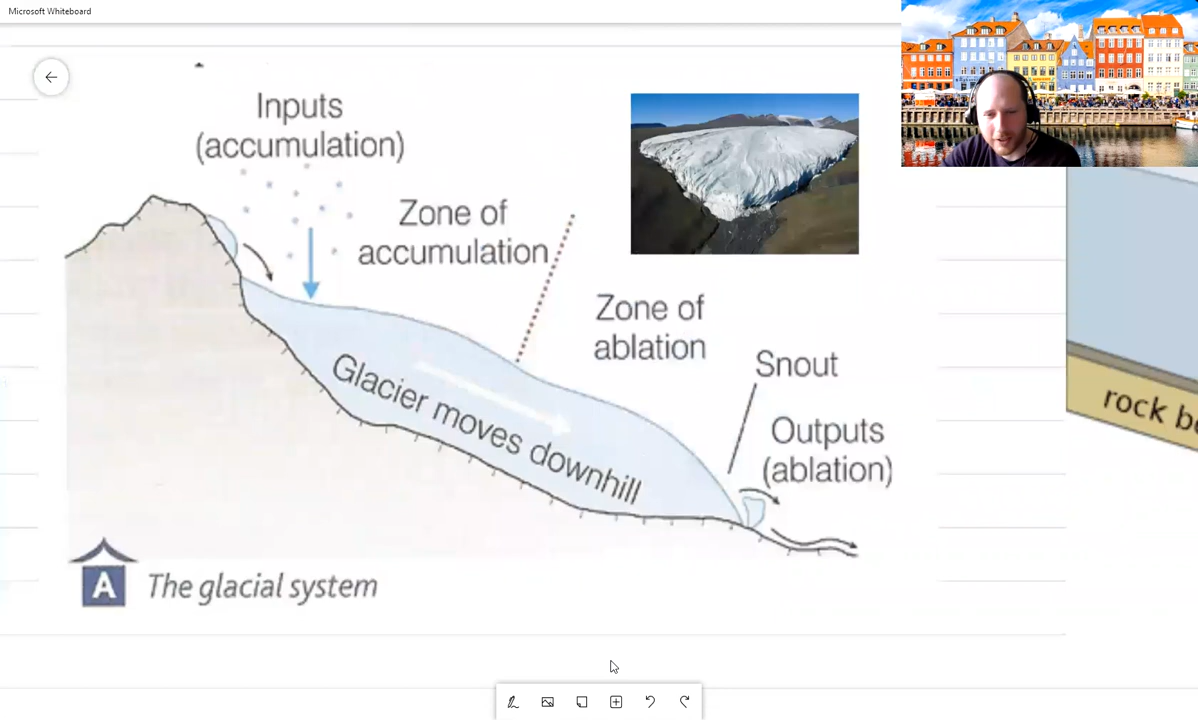 Microsoft Whiteboard
Inputs
(accumulation)
Zone of
accumulation
Zone of
ablation
Snout
Outputs
(ablation)
Glacier moves downhill
A The glacial system
rock b